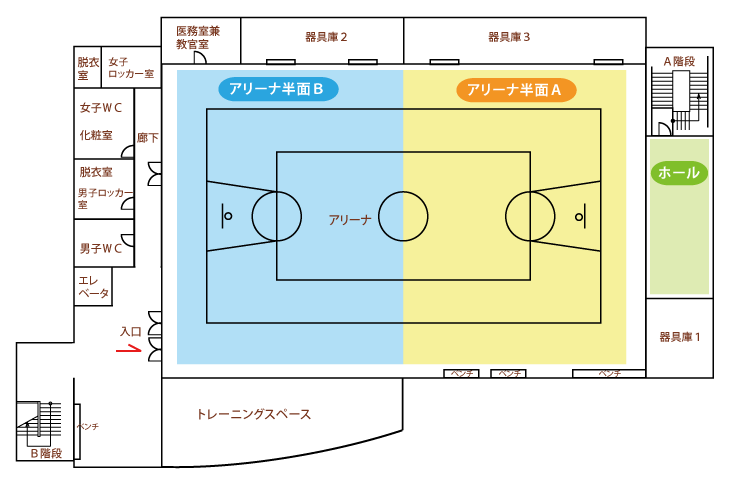 医務室兼
教官室
器具庫２
器具庫３
脱衣
室
女子
ロッカー室
Ａ階段
アリーナ半面Ｂ
アリーナ半面Ａ
女子ＷＣ
化粧室
廊下
脱衣室
男子ロッカー
室
ホール
アリーナ
男子ＷＣ
エレ
ベータ
入口
器具庫１
ベンチ
ベンチ
ベンチ
トレーニングスペース
ベンチ
Ｂ階段